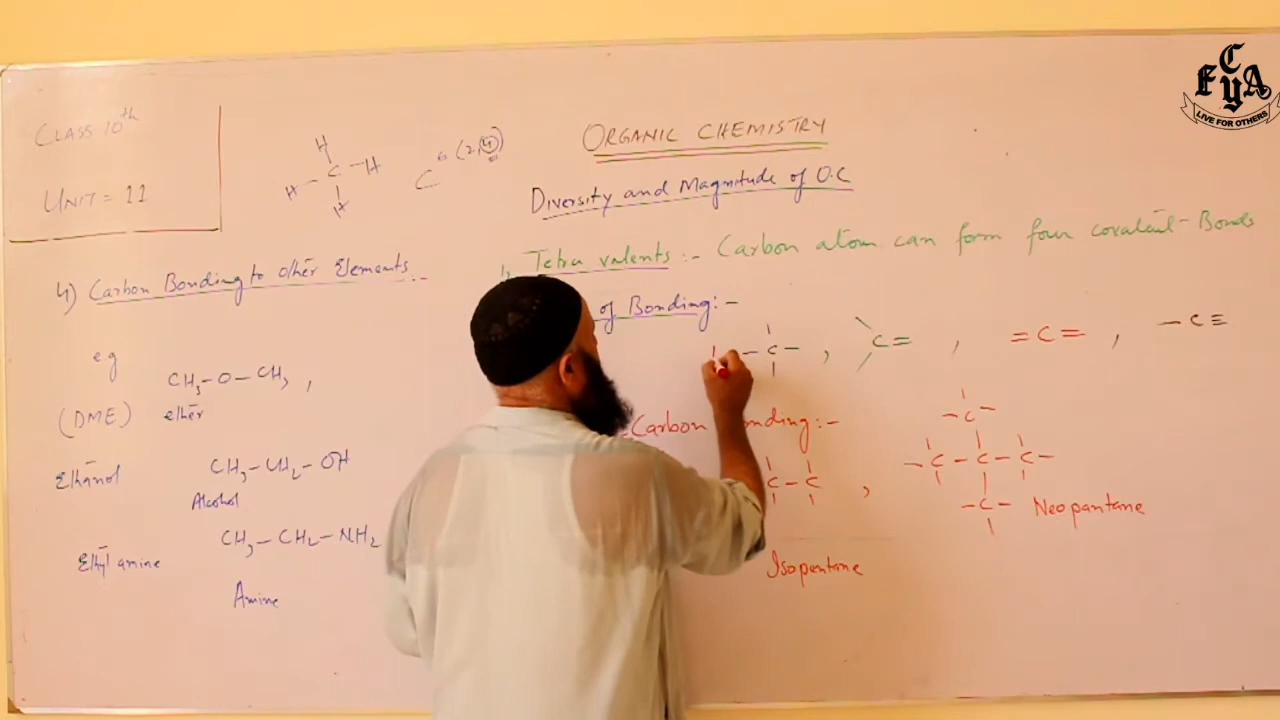 CLASS 10th
UNIT = 11
H
H - C - H
H
C 6 (2,4)
ORGANIC CHEMISTRY
Diversity and Magnitude of O.C
Tetra valents :- Carbon atom can form four covalent-Bonds
of Bonding:-
- C - , C = , = C = , - C ≡
Carbon nding:-
- C -
C - C , - C - C - C -
- C - Neopantane
Isopentane
4) Carbon Bonding to other Elements :-
eg
CH3 - O - CH3 ,
(DME) ether
Ethanol CH3 - CH2 - OH
Alcohol
CH3 - CH2 - NH2
Ethyl amine
Amine
FCYA
LIVE FOR OTHERS